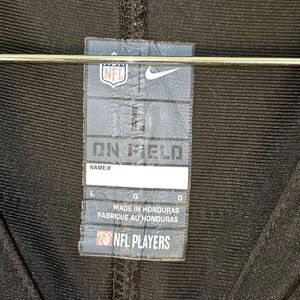 NFL
L
ON FIELD
NAME/#
L G G
MADE IN HONDURAS
FABRIQUE AU HONDURAS
NFL PLAYERS